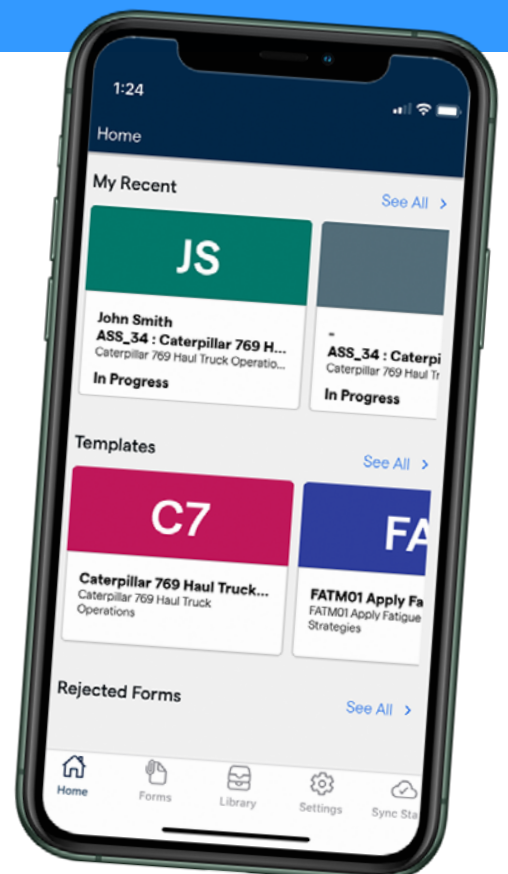 1:24
Home
My Recent
See All >
JS
John Smith
ASS_34 : Caterpillar 769 H...
Caterpillar 769 Haul Truck Operatio...
In Progress
-
ASS_34 : Caterpi
Caterpillar 769 Haul Tr
In Progress
Templates
See All >
C7
Caterpillar 769 Haul Truck...
Caterpillar 769 Haul Truck
Operations
FA
FATM01 Apply Fa
FATM01 Apply Fatigue
Strategies
Rejected Forms
See All >
Home
Forms
Library
Settings
Sync Sta